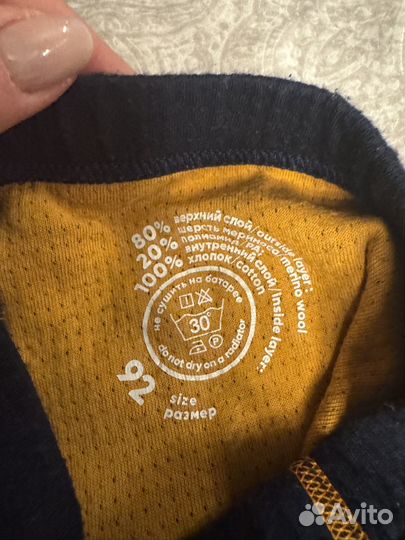 верхний слой/outside layer:
80% шерсть мериноса/merino wool
20% полиамид/PA
внутренний слой/Inside layer:
100% хлопок/cotton
не сушить на батарее
30°
P
do not dry on a radiator
92
size
размер
Avito